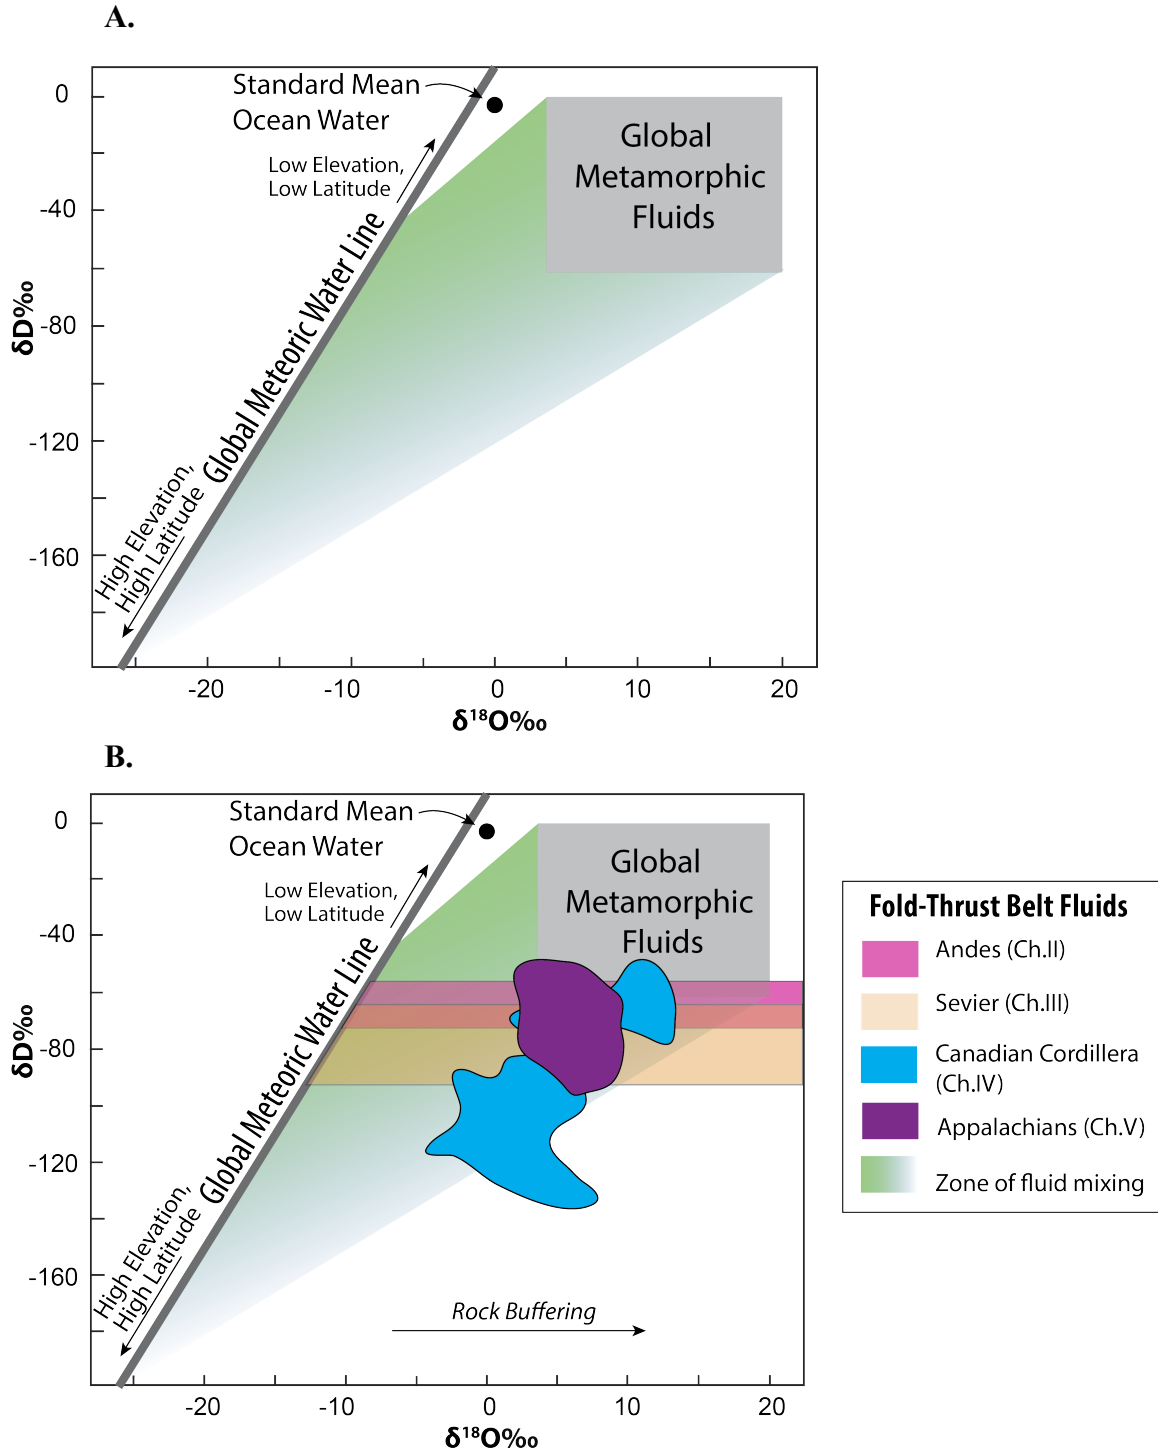 A.
Standard Mean
Ocean Water
Low Elevation,
Low Latitude
Global
Metamorphic
Fluids
Global Meteoric Water Line
High Elevation,
High Latitude
0
-40
-80
-120
-160
δD‰
-20
-10
0
10
20
δ¹⁸O‰
B.
Standard Mean
Ocean Water
Low Elevation,
Low Latitude
Global
Metamorphic
Fluids
Global Meteoric Water Line
High Elevation,
High Latitude
Rock Buffering
0
-40
-80
-120
-160
δD‰
-20
-10
0
10
20
δ¹⁸O‰
Fold-Thrust Belt Fluids
Andes (Ch.II)
Sevier (Ch.III)
Canadian Cordillera
(Ch.IV)
Appalachians (Ch.V)
Zone of fluid mixing